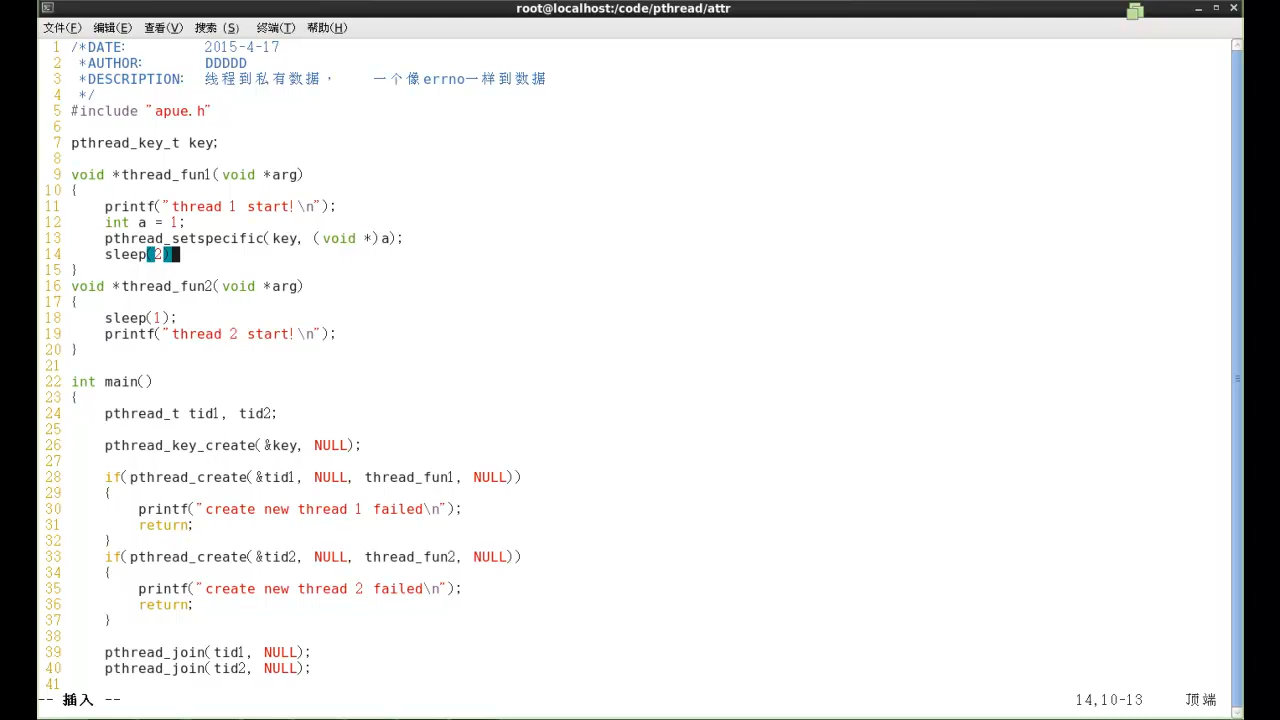 root@localhost:/code/pthread/attr
文件(F) 编辑(E) 查看(V) 搜索 (S) 终端(T) 帮助(H)
1 /*DATE: 2015-4-17
2 *AUTHOR: DDDDD
3 *DESCRIPTION: 线程到私有数据， 一个像errno一样到数据
4 */
5 #include "apue.h"
6
7 pthread_key_t key;
8
9 void *thread_fun1(void *arg)
10 {
11 printf("thread 1 start!\n");
12 int a = 1;
13 pthread_setspecific(key, (void *)a);
14 sleep(2)
15 }
16 void *thread_fun2(void *arg)
17 {
18 sleep(1);
19 printf("thread 2 start!\n");
20 }
21
22 int main()
23 {
24 pthread_t tid1, tid2;
25
26 pthread_key_create(&key, NULL);
27
28 if(pthread_create(&tid1, NULL, thread_fun1, NULL))
29 {
30 printf("create new thread 1 failed\n");
31 return;
32 }
33 if(pthread_create(&tid2, NULL, thread_fun2, NULL))
34 {
35 printf("create new thread 2 failed\n");
36 return;
37 }
38
39 pthread_join(tid1, NULL);
40 pthread_join(tid2, NULL);
41
-- 插入 -- 14,10-13 顶端